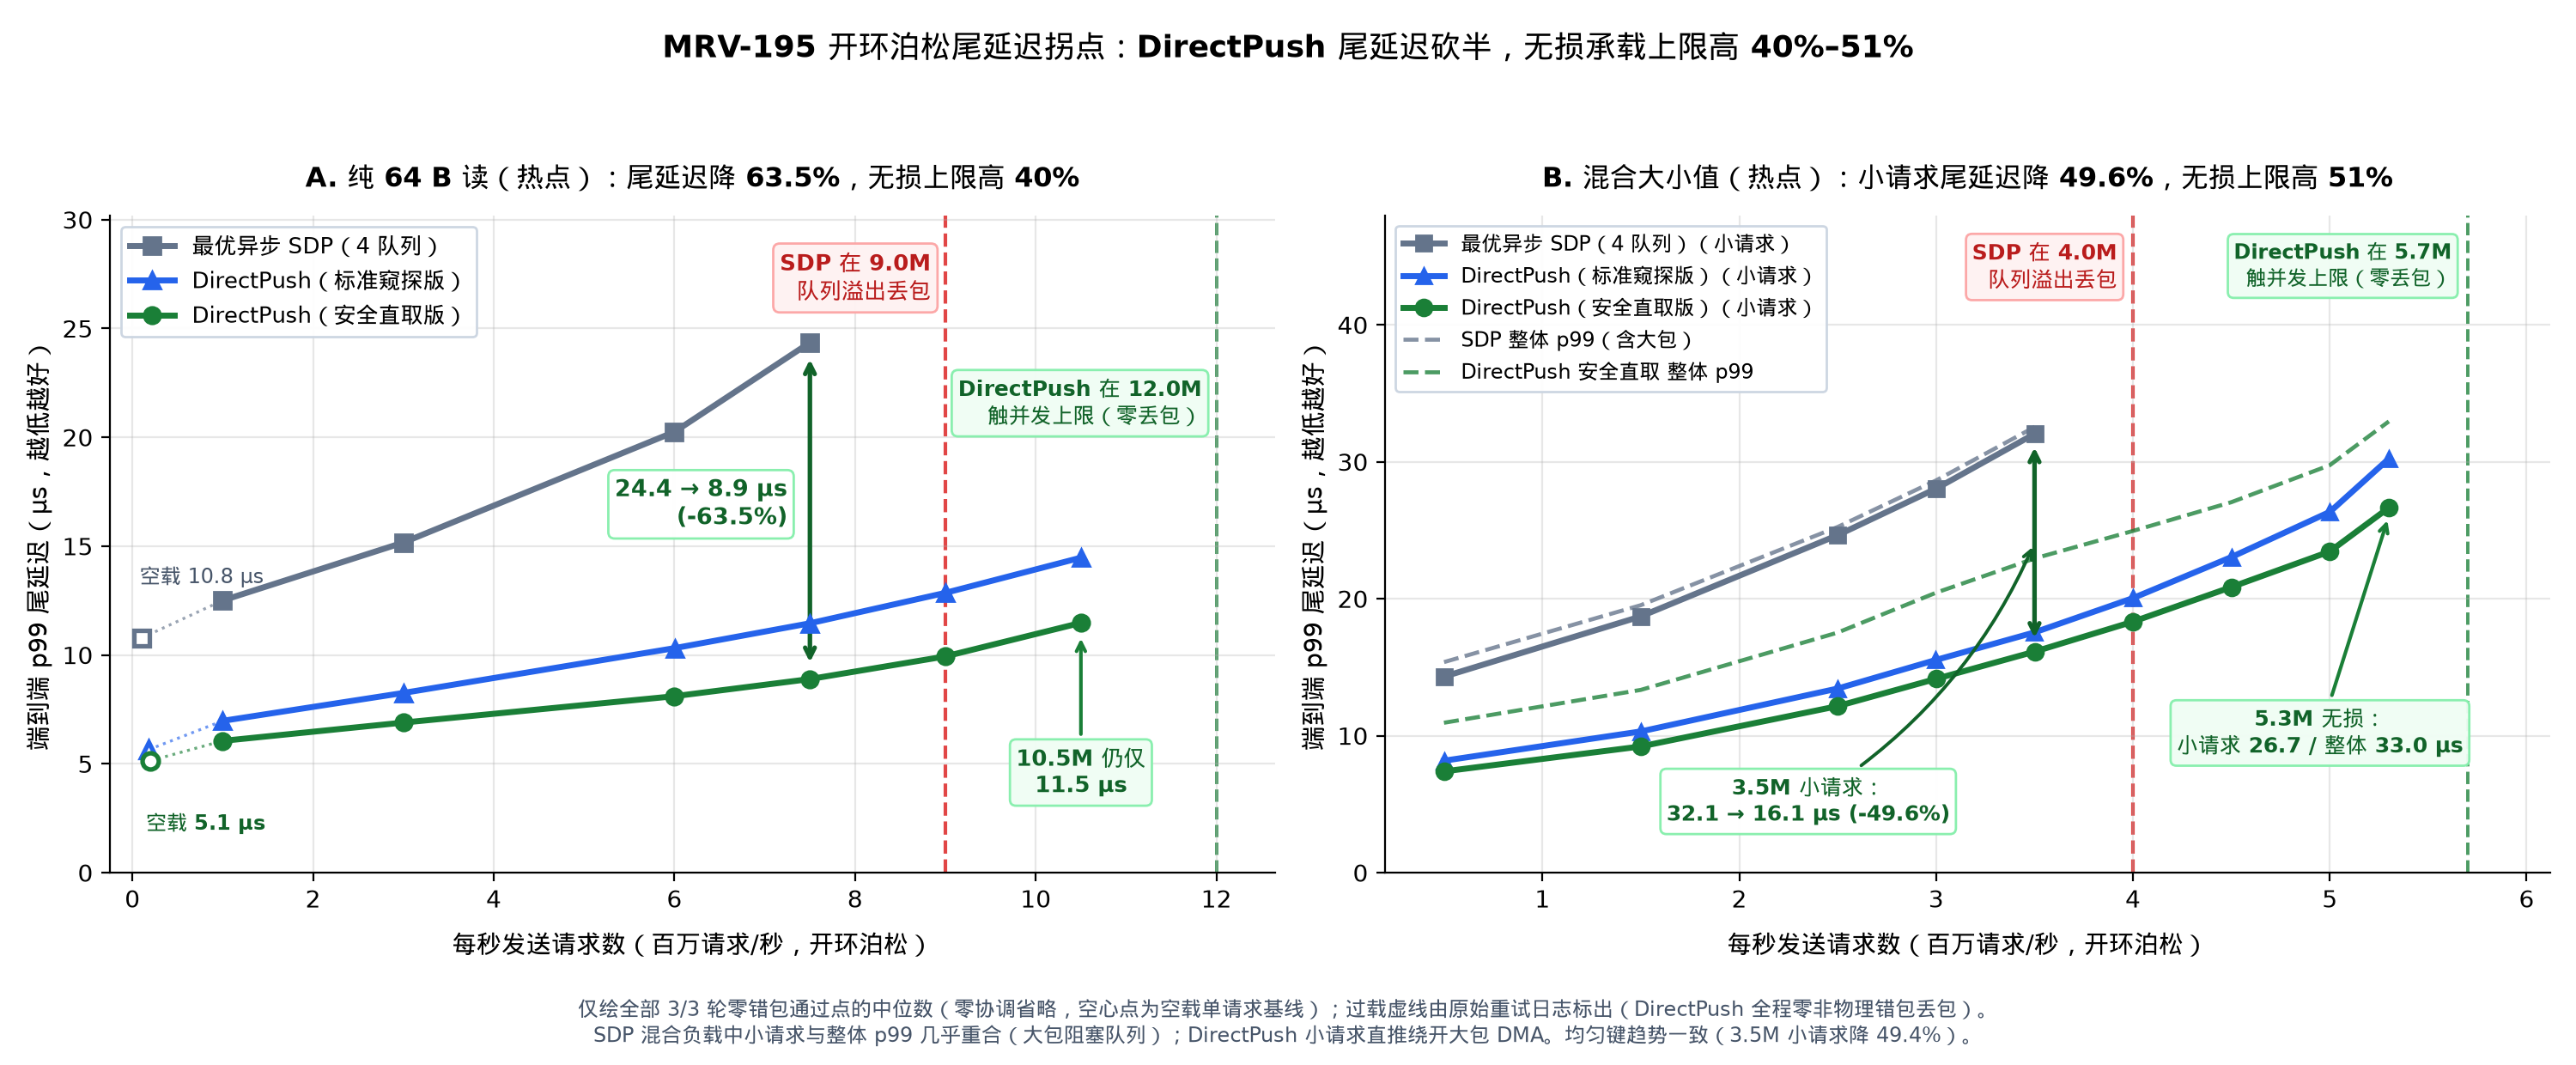 MRV-195 开环泊松尾延迟拐点：DirectPush 尾延迟砍半，无损承载上限高 40%–51%
A. 纯 64 B 读（热点）：尾延迟降 63.5%，无损上限高 40%
端到端 p99 尾延迟（µs，越低越好）
30
25
20
15
10
5
0
最优异步 SDP（4 队列）
DirectPush（标准窥探版）
DirectPush（安全直取版）
SDP 在 9.0M
队列溢出丢包
DirectPush 在 12.0M
触并发上限（零丢包）
24.4 → 8.9 µs
(-63.5%)
空载 10.8 µs
10.5M 仍仅
11.5 µs
空载 5.1 µs
0 2 4 6 8 10 12
每秒发送请求数（百万请求/秒，开环泊松）
B. 混合大小值（热点）：小请求尾延迟降 49.6%，无损上限高 51%
端到端 p99 尾延迟（µs，越低越好）
40
30
20
10
0
最优异步 SDP（4 队列）（小请求）
DirectPush（标准窥探版）（小请求）
DirectPush（安全直取版）（小请求）
SDP 整体 p99（含大包）
DirectPush 安全直取 整体 p99
SDP 在 4.0M
队列溢出丢包
DirectPush 在 5.7M
触并发上限（零丢包）
5.3M 无损：
小请求 26.7 / 整体 33.0 µs
3.5M 小请求：
32.1 → 16.1 µs (-49.6%)
1 2 3 4 5 6
每秒发送请求数（百万请求/秒，开环泊松）
仅绘全部 3/3 轮零错包通过点的中位数（零协调省略，空心点为空载单请求基线）；过载虚线由原始重试日志标出（DirectPush 全程零非物理错包丢包）。
SDP 混合负载中小请求与整体 p99 几乎重合（大包阻塞队列）；DirectPush 小请求直推绕开大包 DMA。均匀键趋势一致（3.5M 小请求降 49.4%）。